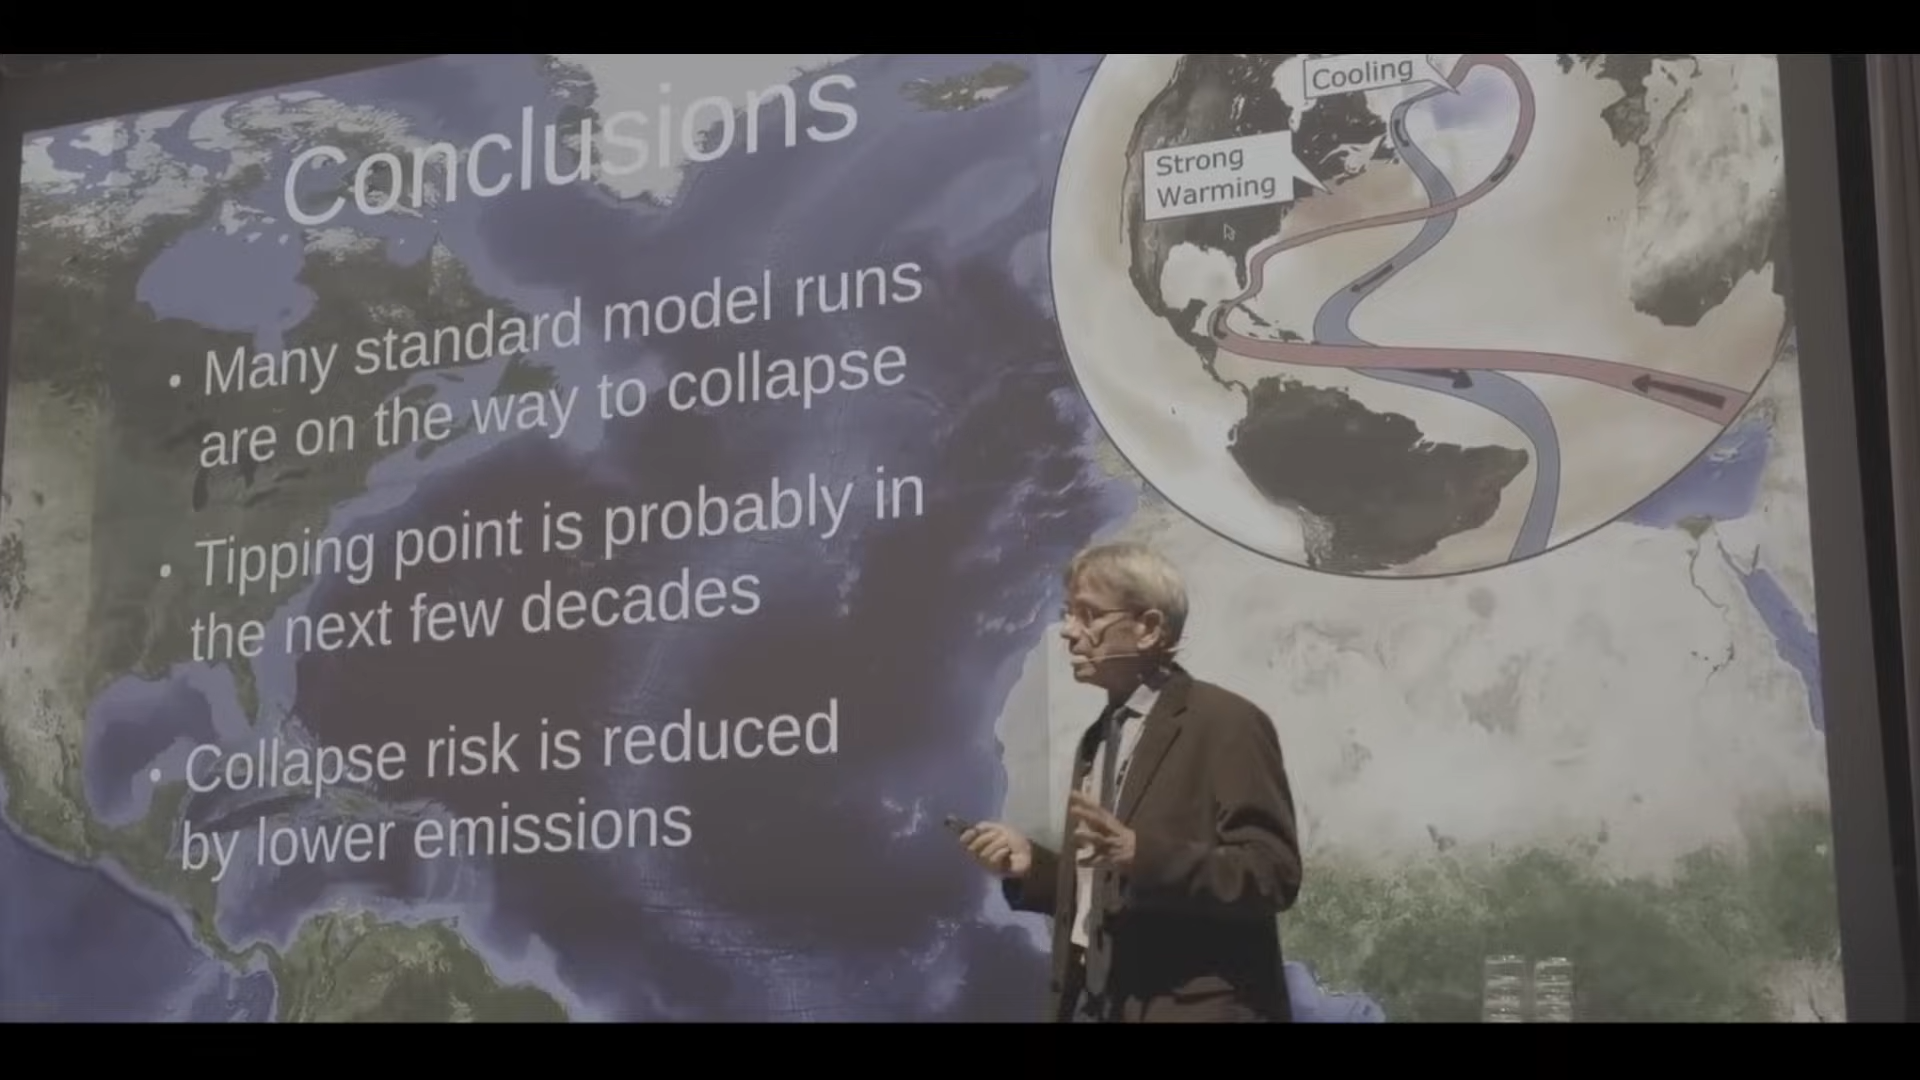 Conclusions
• Many standard model runs
are on the way to collapse
• Tipping point is probably in
the next few decades
• Collapse risk is reduced
by lower emissions
Cooling
Strong
Warming